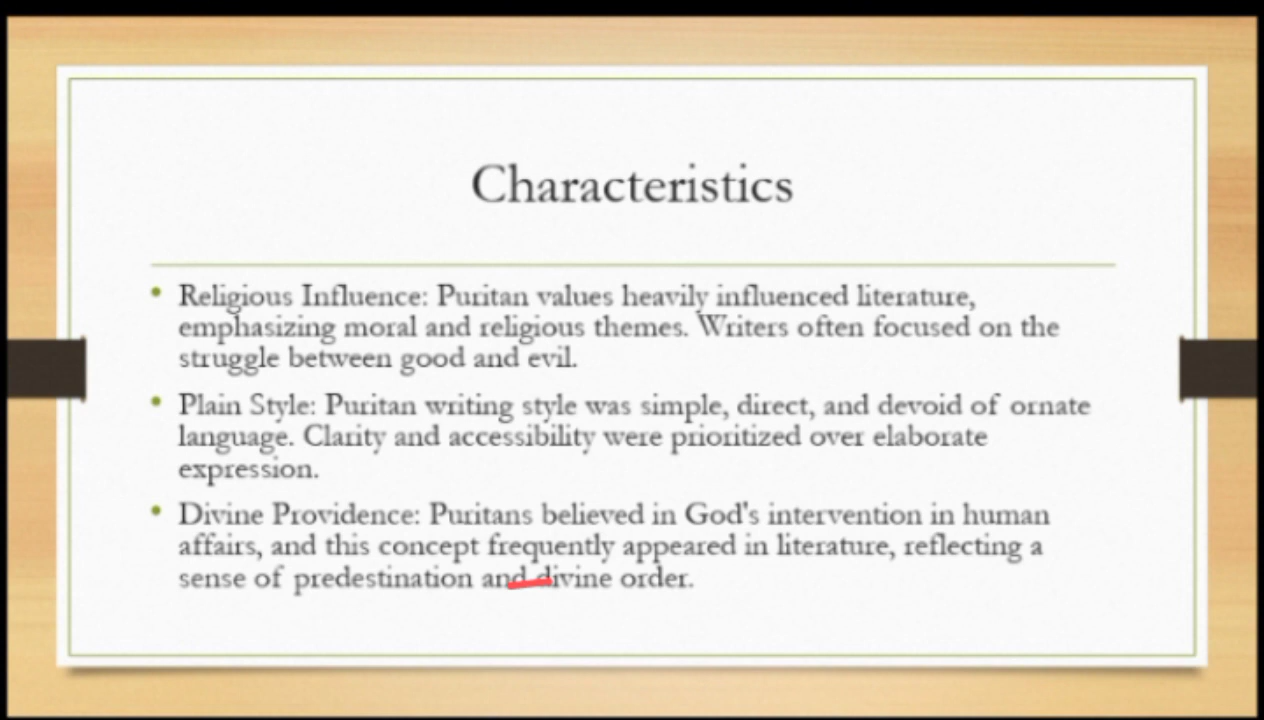 Characteristics
• Religious Influence: Puritan values heavily influenced literature,
emphasizing moral and religious themes. Writers often focused on the
struggle between good and evil.
• Plain Style: Puritan writing style was simple, direct, and devoid of ornate
language. Clarity and accessibility were prioritized over elaborate
expression.
• Divine Providence: Puritans believed in God's intervention in human
affairs, and this concept frequently appeared in literature, reflecting a
sense of predestination and divine order.